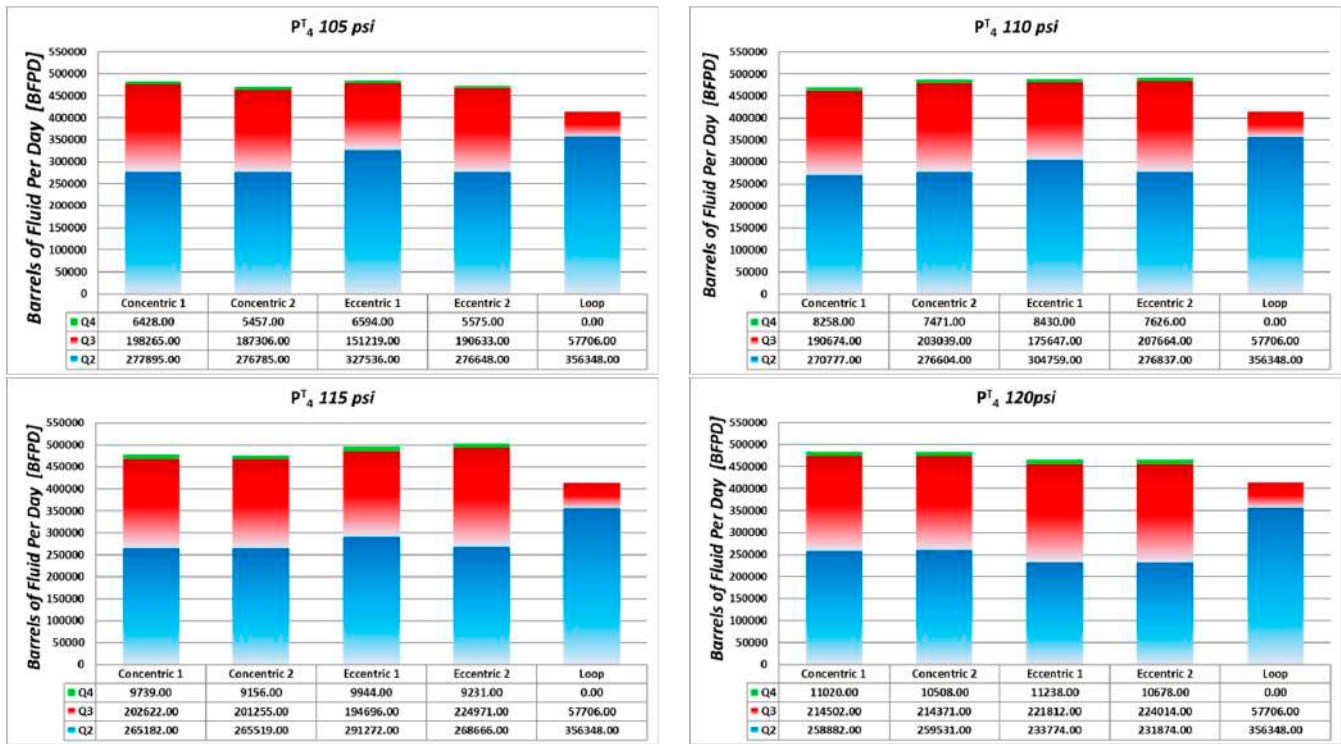 P^T_4 105 psi
Barrels of Fluid Per Day [BFPD]
550000
500000
450000
400000
350000
300000
250000
200000
150000
100000
50000
0
Concentric 1 Concentric 2 Eccentric 1 Eccentric 2 Loop
Q4 6428.00 5457.00 6594.00 5575.00 0.00
Q3 198265.00 187306.00 151219.00 190633.00 57706.00
Q2 277895.00 276785.00 327536.00 276648.00 356348.00
P^T_4 110 psi
Barrels of Fluid Per Day [BFPD]
550000
500000
450000
400000
350000
300000
250000
200000
150000
100000
50000
0
Concentric 1 Concentric 2 Eccentric 1 Eccentric 2 Loop
Q4 8258.00 7471.00 8430.00 7626.00 0.00
Q3 190674.00 203039.00 175647.00 207664.00 57706.00
Q2 270777.00 276604.00 304759.00 276837.00 356348.00
P^T_4 115 psi
Barrels of Fluid Per Day [BFPD]
550000
500000
450000
400000
350000
300000
250000
200000
150000
100000
50000
0
Concentric 1 Concentric 2 Eccentric 1 Eccentric 2 Loop
Q4 9739.00 9156.00 9944.00 9231.00 0.00
Q3 202622.00 201255.00 194696.00 224971.00 57706.00
Q2 265182.00 265519.00 291272.00 268666.00 356348.00
P^T_4 120psi
Barrels of Fluid Per Day [BFPD]
550000
500000
450000
400000
350000
300000
250000
200000
150000
100000
50000
0
Concentric 1 Concentric 2 Eccentric 1 Eccentric 2 Loop
Q4 11020.00 10508.00 11238.00 10678.00 0.00
Q3 214502.00 214371.00 221812.00 224014.00 57706.00
Q2 258882.00 259531.00 233774.00 231874.00 356348.00